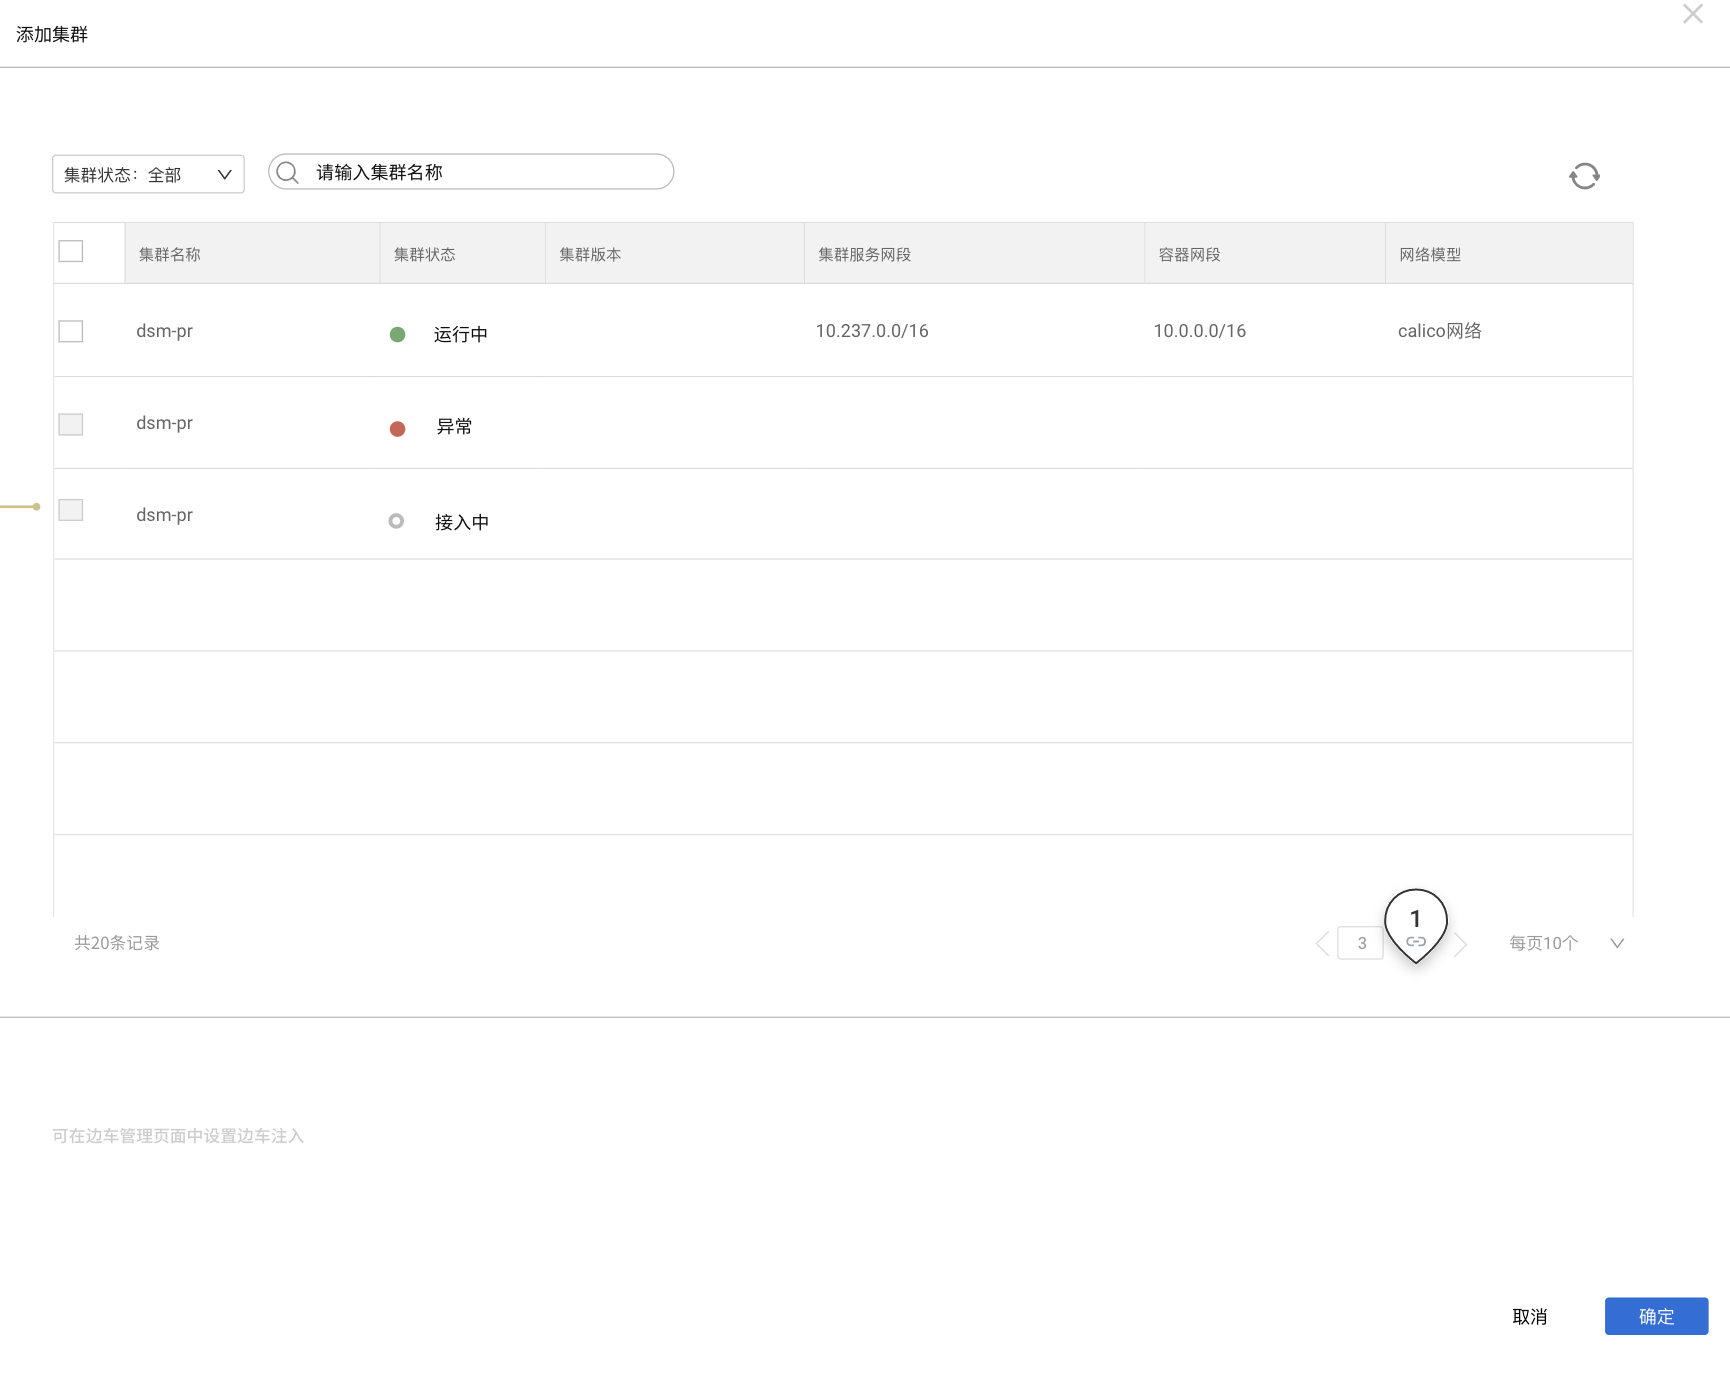 添加集群
集群状态：全部
请输入集群名称
集群名称 集群状态 集群版本 集群服务网段 容器网段 网络模型
dsm-pr 运行中 10.237.0.0/16 10.0.0.0/16 calico网络
dsm-pr 异常
dsm-pr 接入中
共20条记录 3 1 每页10个
可在边车管理页面中设置边车注入
取消 确定